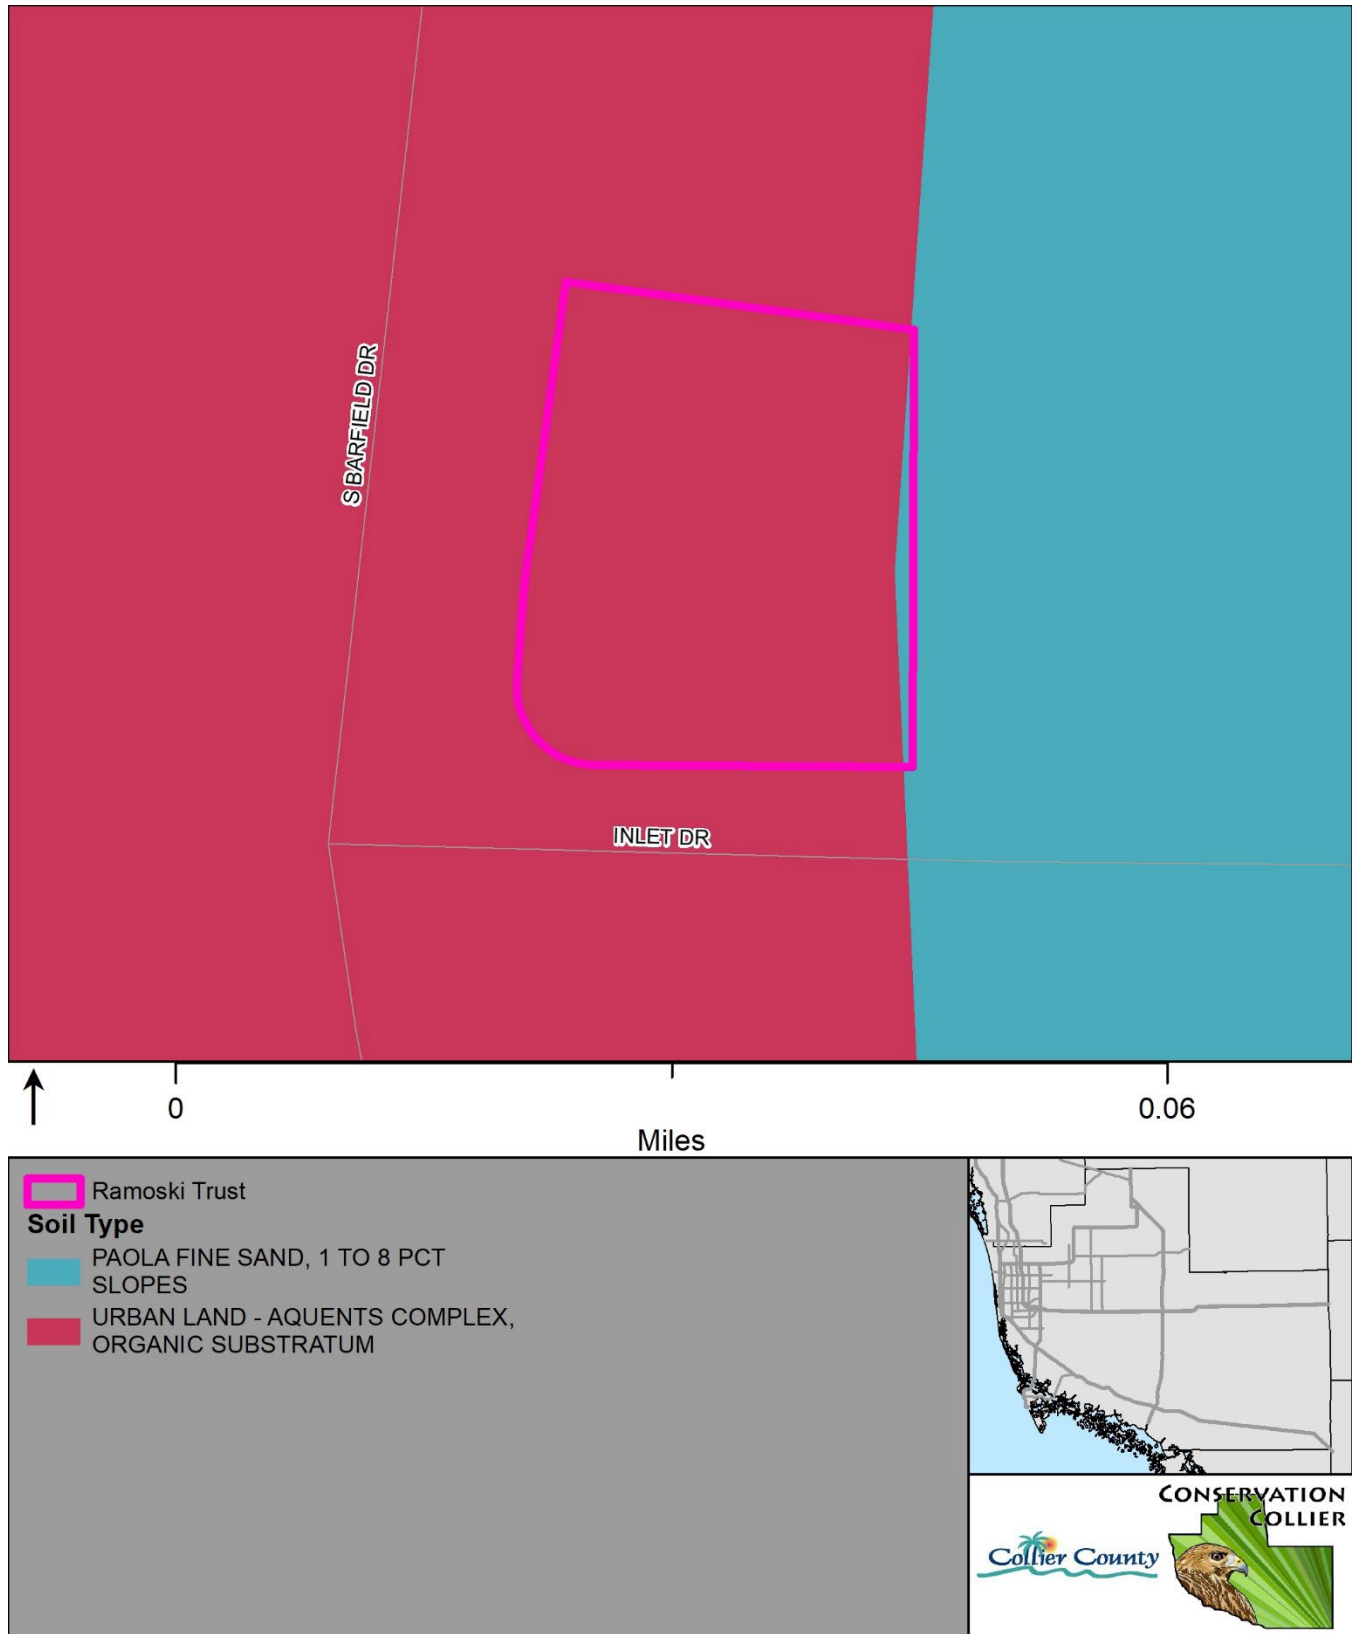 S BARFIELD DR
INLET DR
0
0.06
Miles
Ramoski Trust
Soil Type
PAOLA FINE SAND, 1 TO 8 PCT
SLOPES
URBAN LAND - AQUENTS COMPLEX,
ORGANIC SUBSTRATUM
CONSERVATION
COLLIER
Collier County